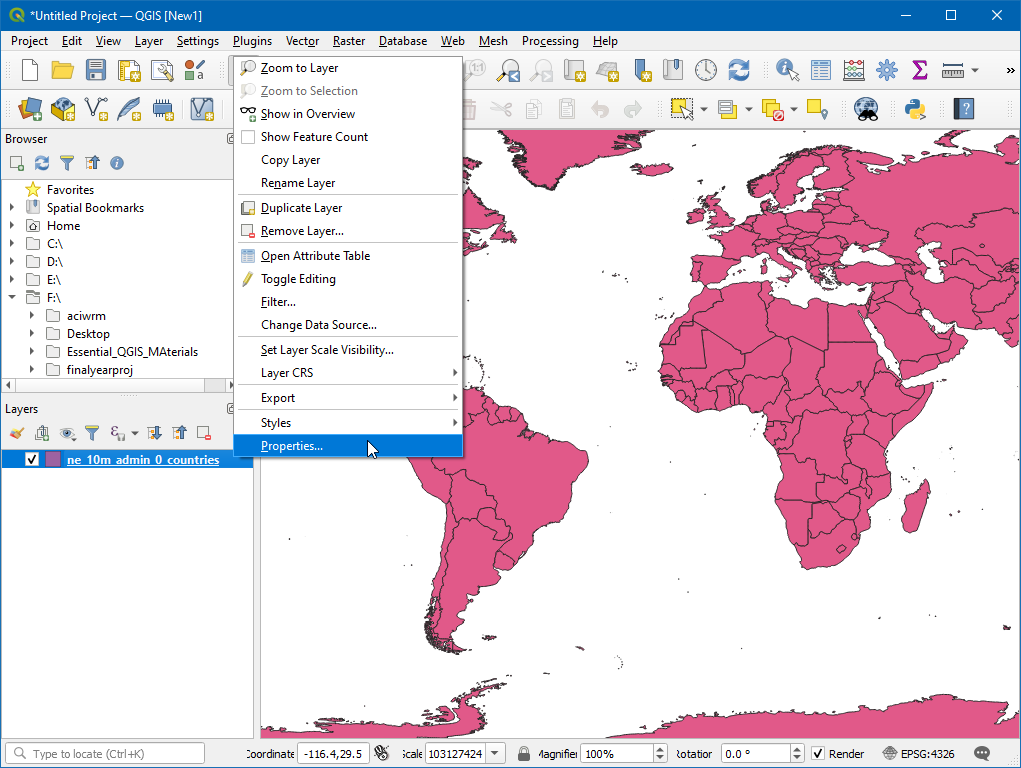 *Untitled Project — QGIS [New1]
Project Edit View Layer Settings Plugins Vector Raster Database Web Mesh Processing Help
Browser
Favorites
Spatial Bookmarks
Home
C:\
D:\
E:\
F:\
aciwrm
Desktop
Essential_QGIS_MAterials
finalyearproj
Layers
ne_10m_admin_0_countries
Zoom to Layer
Zoom to Selection
Show in Overview
Show Feature Count
Copy Layer
Rename Layer
Duplicate Layer
Remove Layer...
Open Attribute Table
Toggle Editing
Filter...
Change Data Source...
Set Layer Scale Visibility...
Layer CRS
Export
Styles
Properties...
Type to locate (Ctrl+K) Coordinate -116.4,29.5 Scale 103127424 Magnifier 100% Rotation 0.0 ° Render EPSG:4326